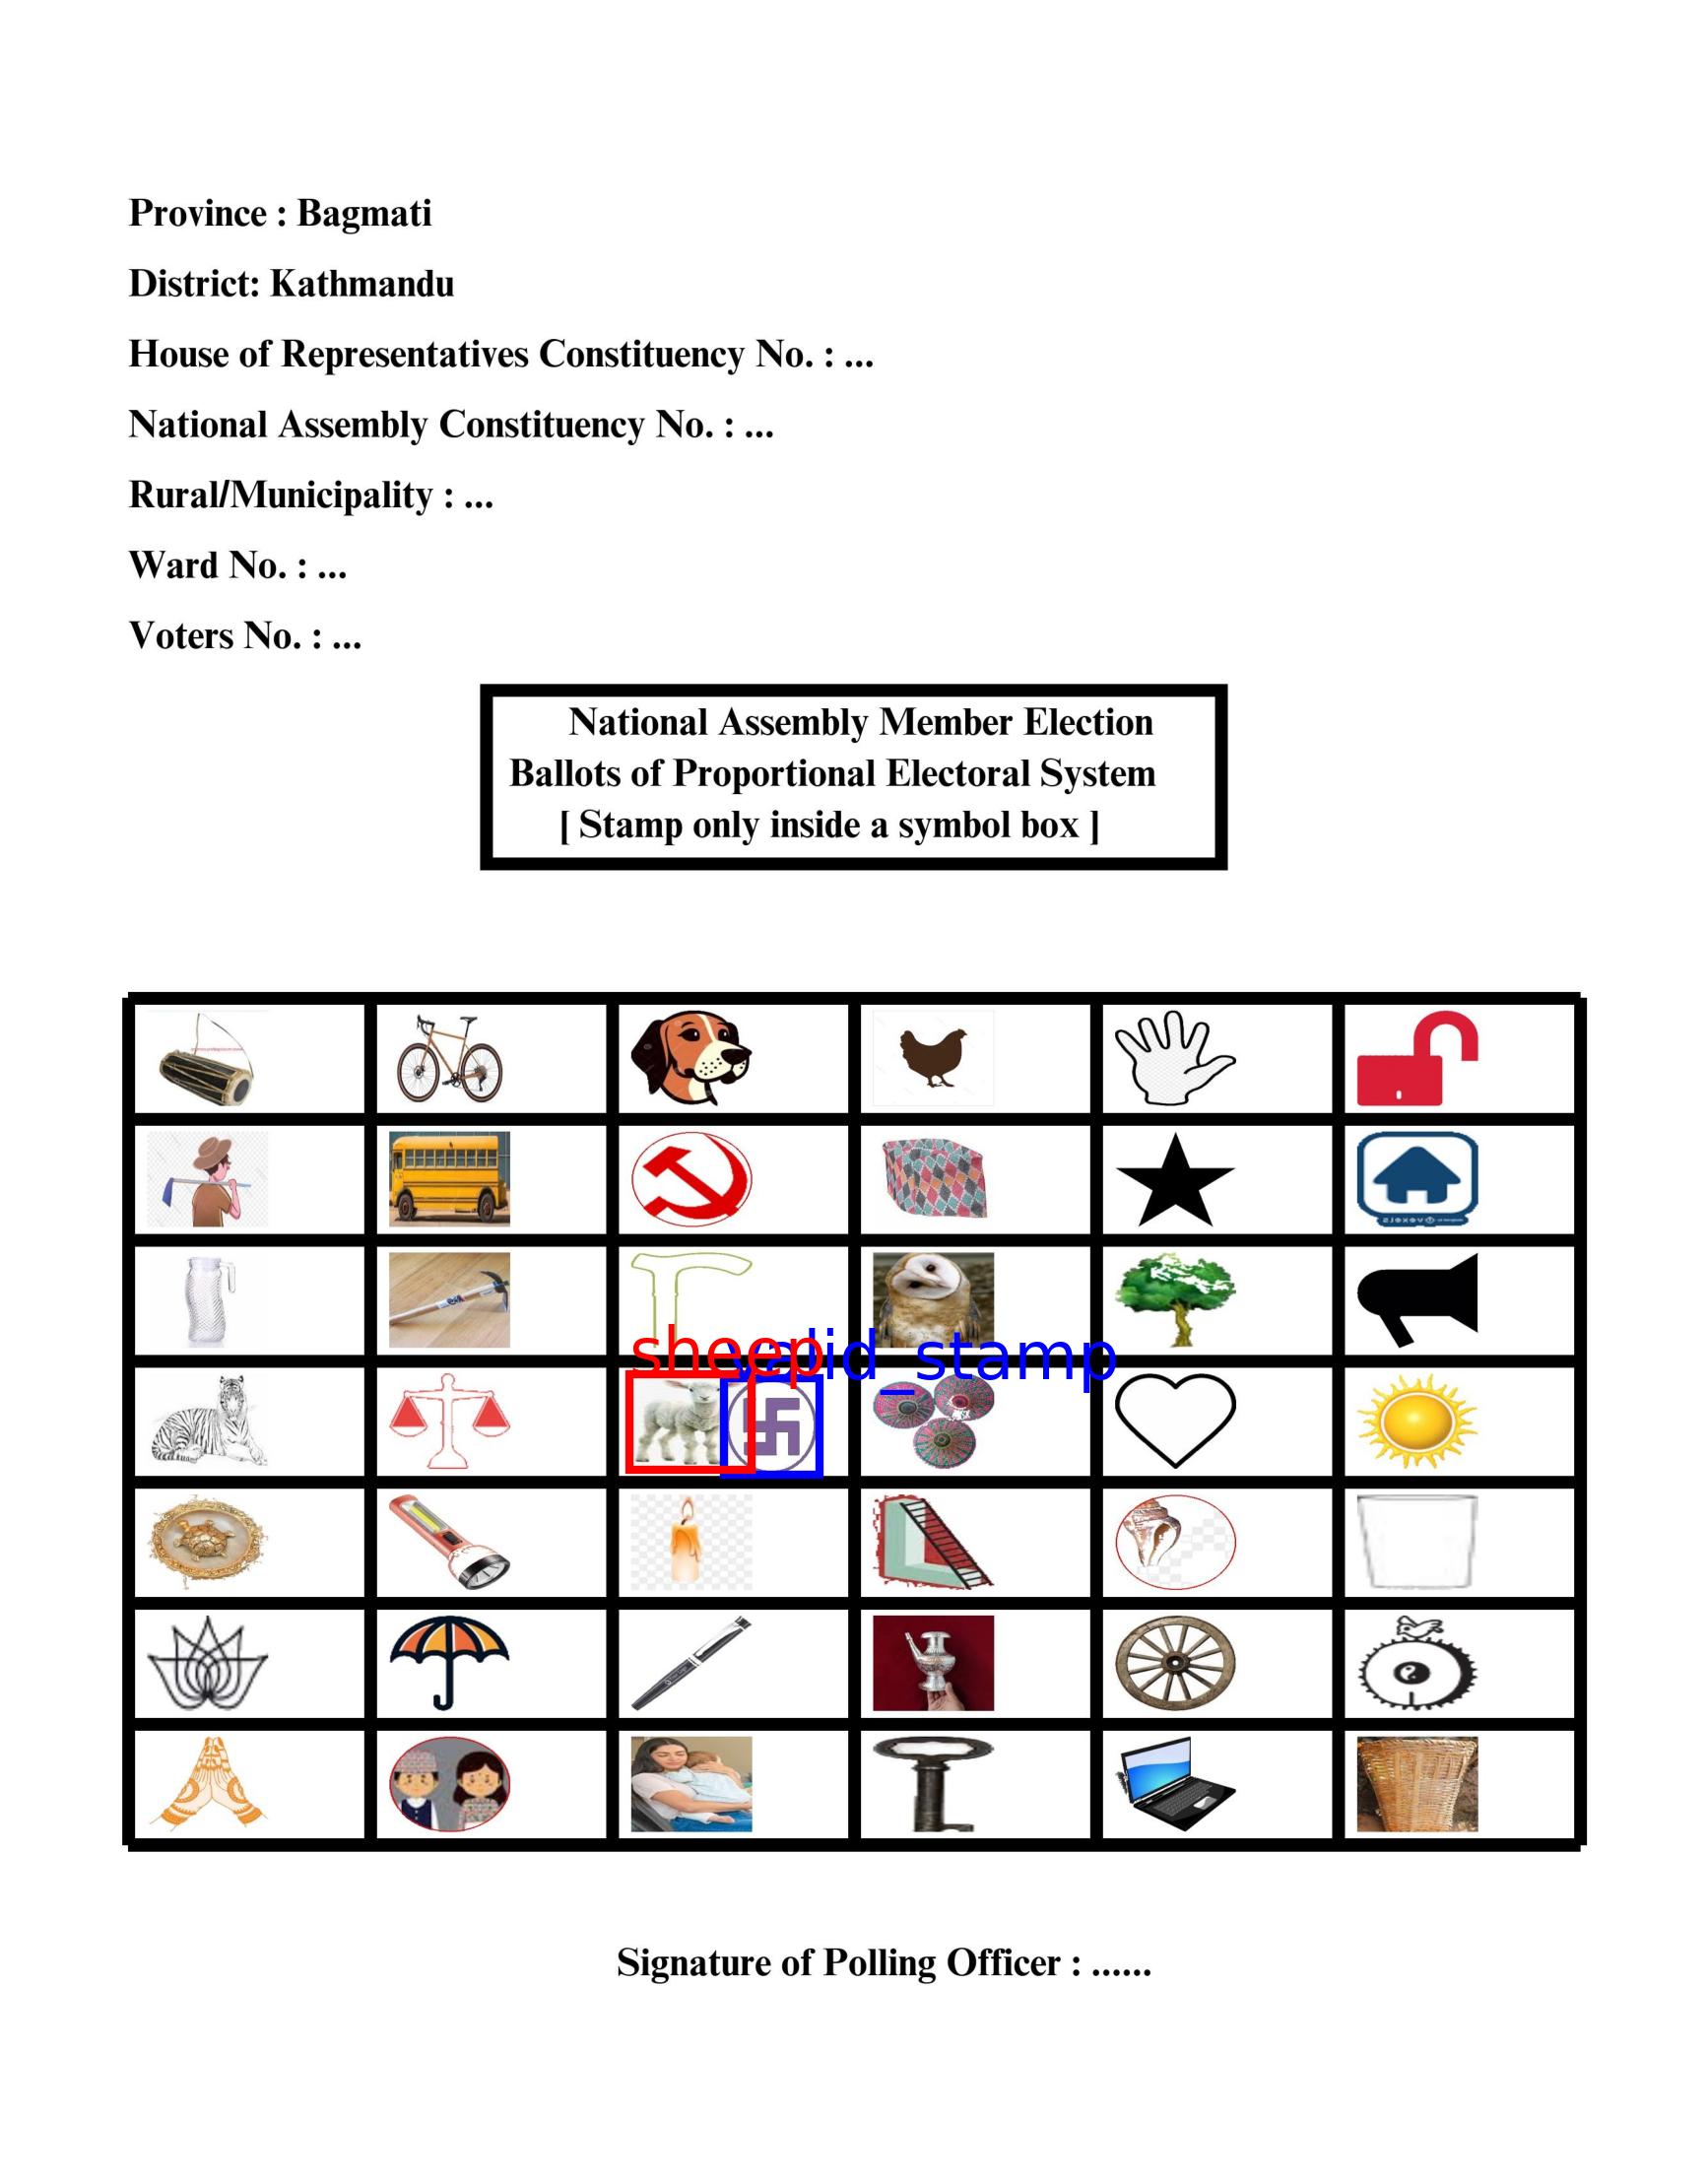 Province : Bagmati
District: Kathmandu
House of Representatives Constituency No. : ...
National Assembly Constituency No. : ...
Rural/Municipality : ...
Ward No. : ...
Voters No. : ...
National Assembly Member Election
Ballots of Proportional Electoral System
[ Stamp only inside a symbol box ]
sheep
valid_stamp
Signature of Polling Officer : ......